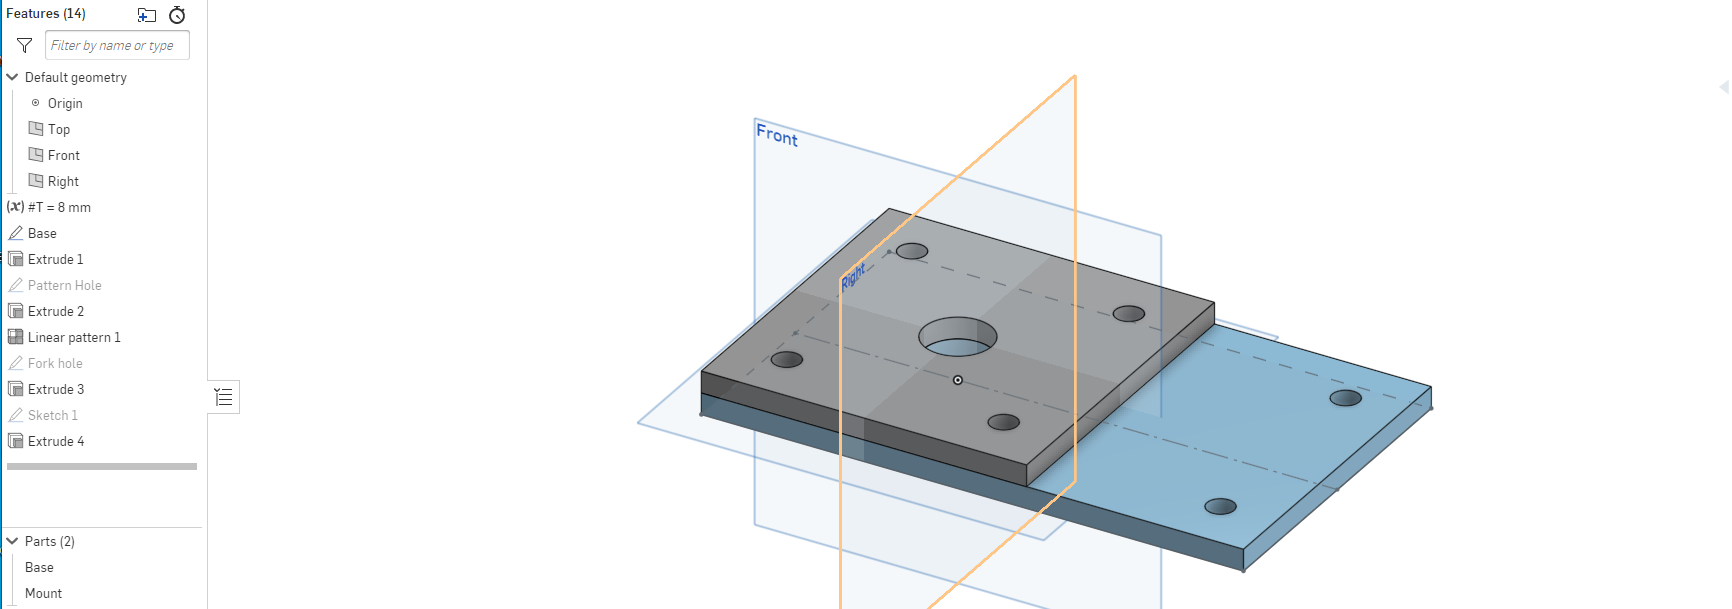 Features (14)
Filter by name or type
Default geometry
Origin
Top
Front
Right
(x) #T = 8 mm
Base
Extrude 1
Pattern Hole
Extrude 2
Linear pattern 1
Fork hole
Extrude 3
Sketch 1
Extrude 4
Parts (2)
Base
Mount
Front
Right